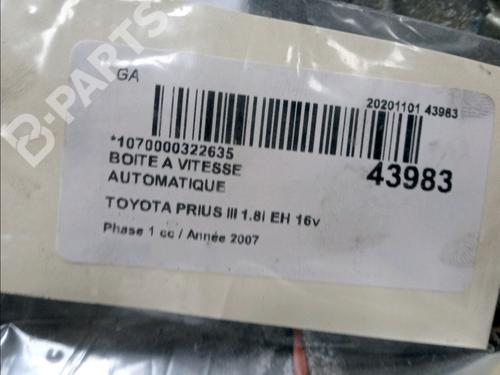 GA
20201101 43983
*1070000322635
43983
BOITE A VITESSE
AUTOMATIQUE
TOYOTA PRIUS III 1.8i EH 16v
Phase 1 cc / Année 2007
B-PARTS